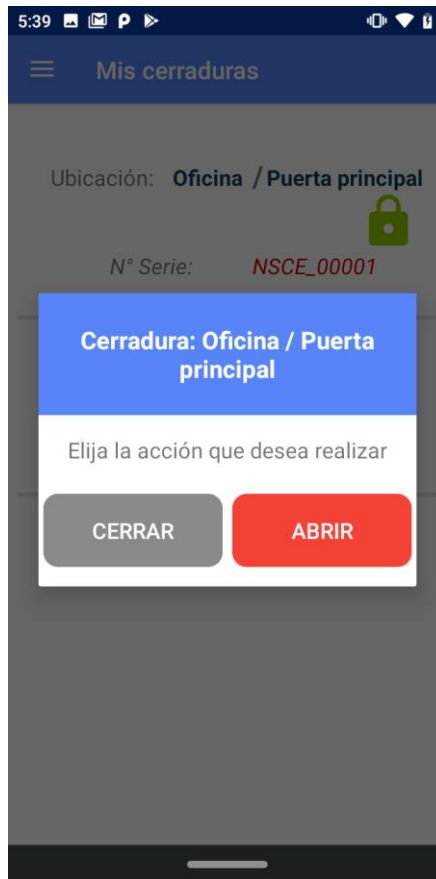 5:39
Mis cerraduras
Ubicación: Oficina / Puerta principal
N° Serie: NSCE_00001
Cerradura: Oficina / Puerta
principal
Elija la acción que desea realizar
CERRAR ABRIR